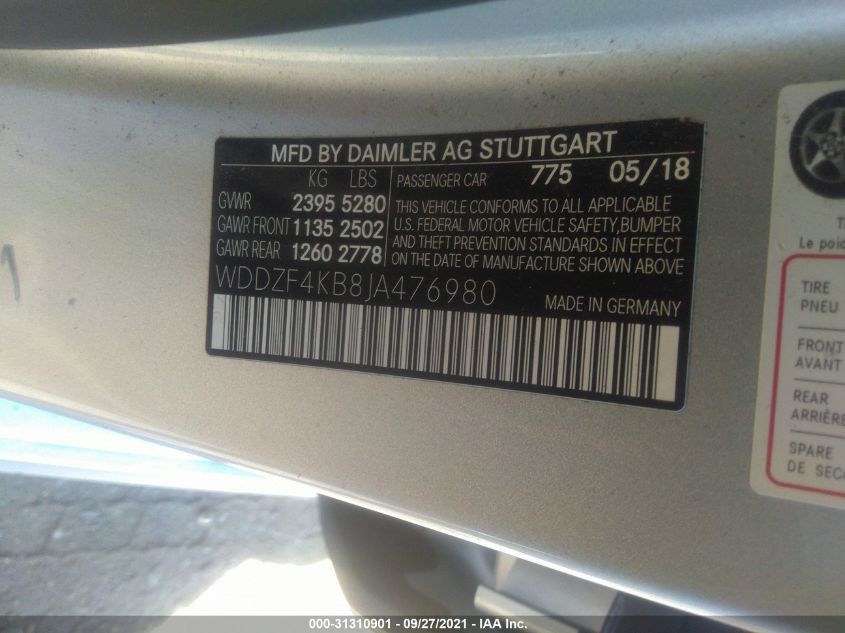 MFD BY DAIMLER AG STUTTGART
KG LBS
GVWR 2395 5280
GAWR FRONT 1135 2502
GAWR REAR 1260 2778
PASSENGER CAR 775 05/18
THIS VEHICLE CONFORMS TO ALL APPLICABLE
U.S. FEDERAL MOTOR VEHICLE SAFETY,BUMPER
AND THEFT PREVENTION STANDARDS IN EFFECT
ON THE DATE OF MANUFACTURE SHOWN ABOVE
WDDZF4KB8JA476980
MADE IN GERMANY
Le
TIRE
PNEU
FRONT
AVANT
REAR
ARRIÈRE
SPARE
DE
000-31310901 - 09/27/2021 - IAA Inc.